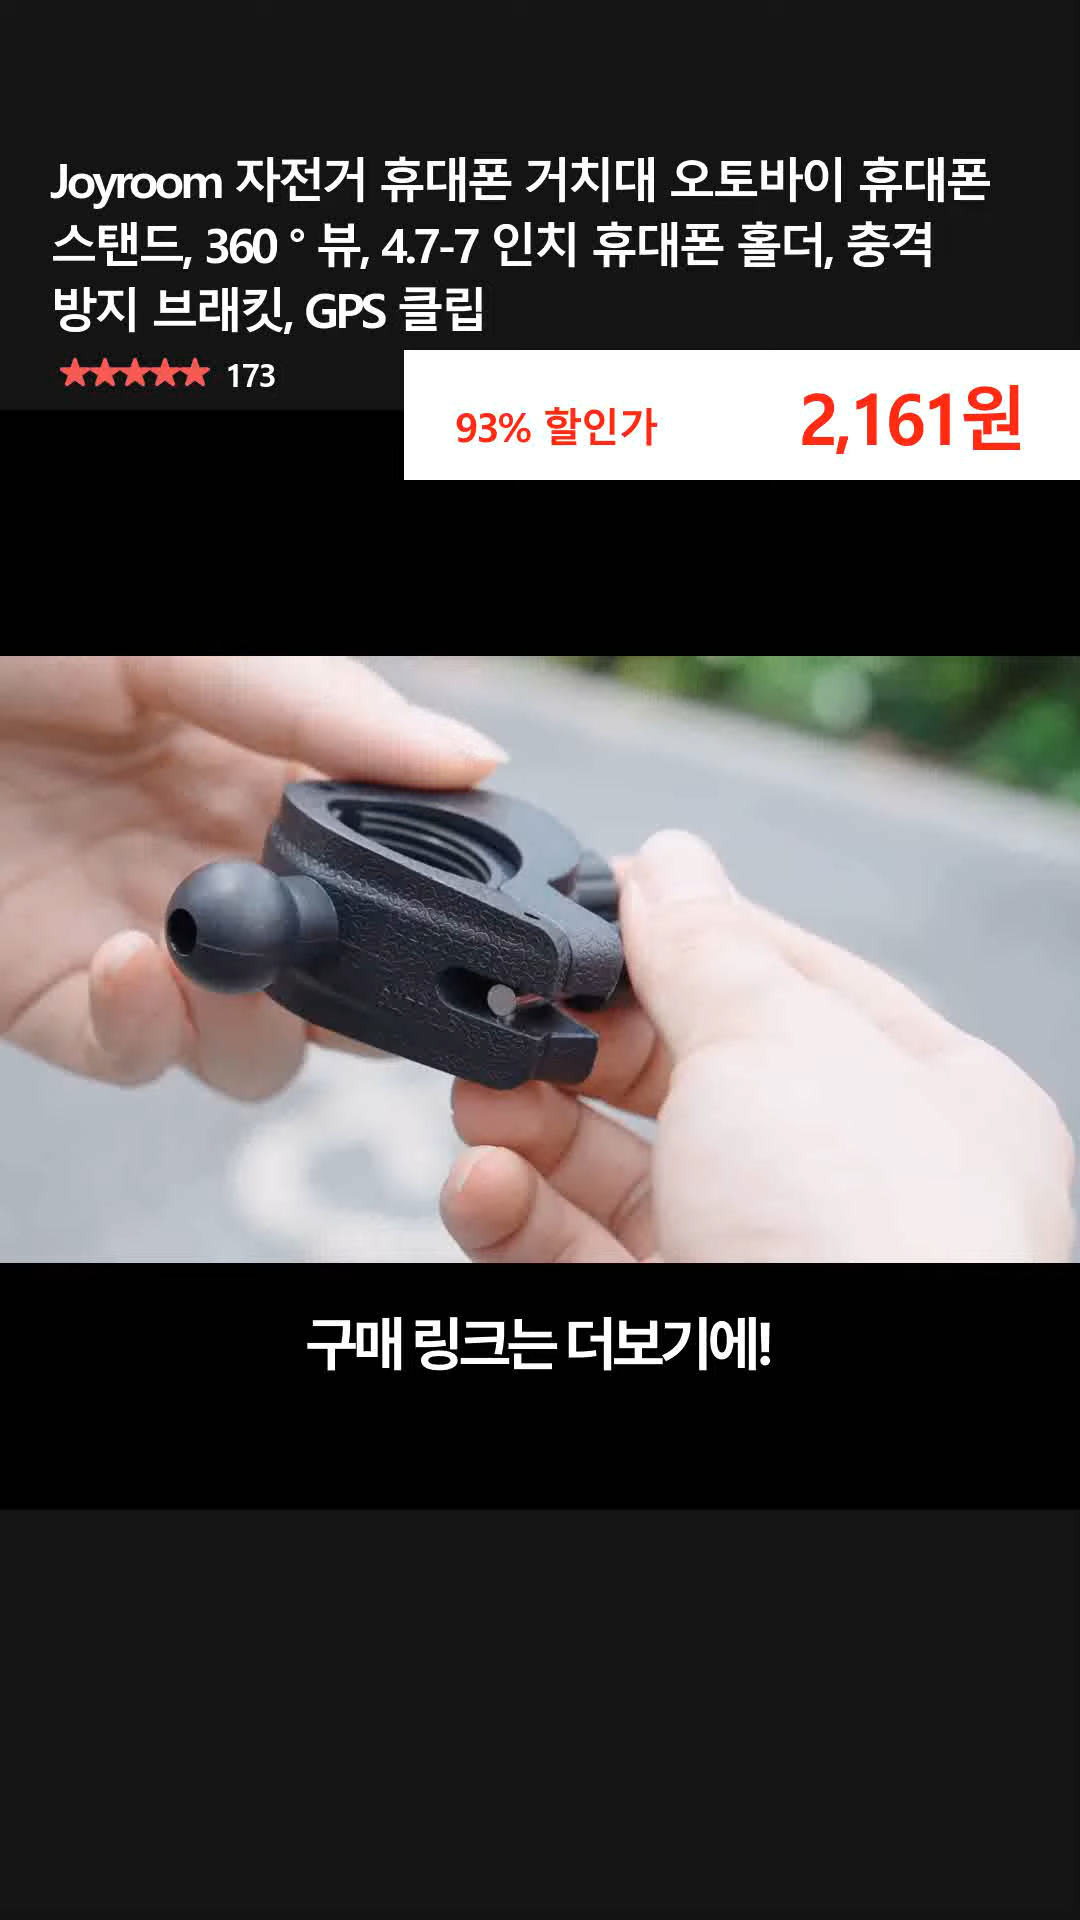 Joyroom 자전거 휴대폰 거치대 오토바이 휴대폰
스탠드, 360 ° 뷰, 4.7-7 인치 휴대폰 홀더, 충격
방지 브래킷, GPS 클립
★★★★★ 173
93% 할인가 2,161원
구매 링크는 더보기에!